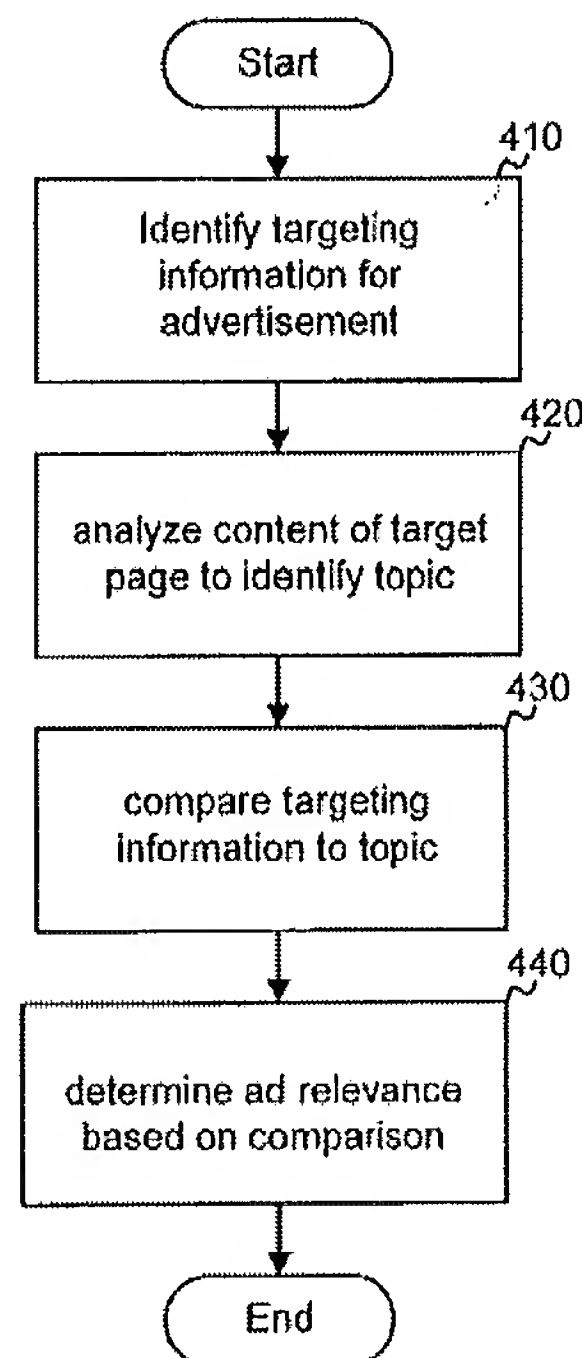 Start
410
Identify targeting
information for
advertisement
420
analyze content of target
page to identify topic
430
compare targeting
information to topic
440
determine ad relevance
based on comparison
End